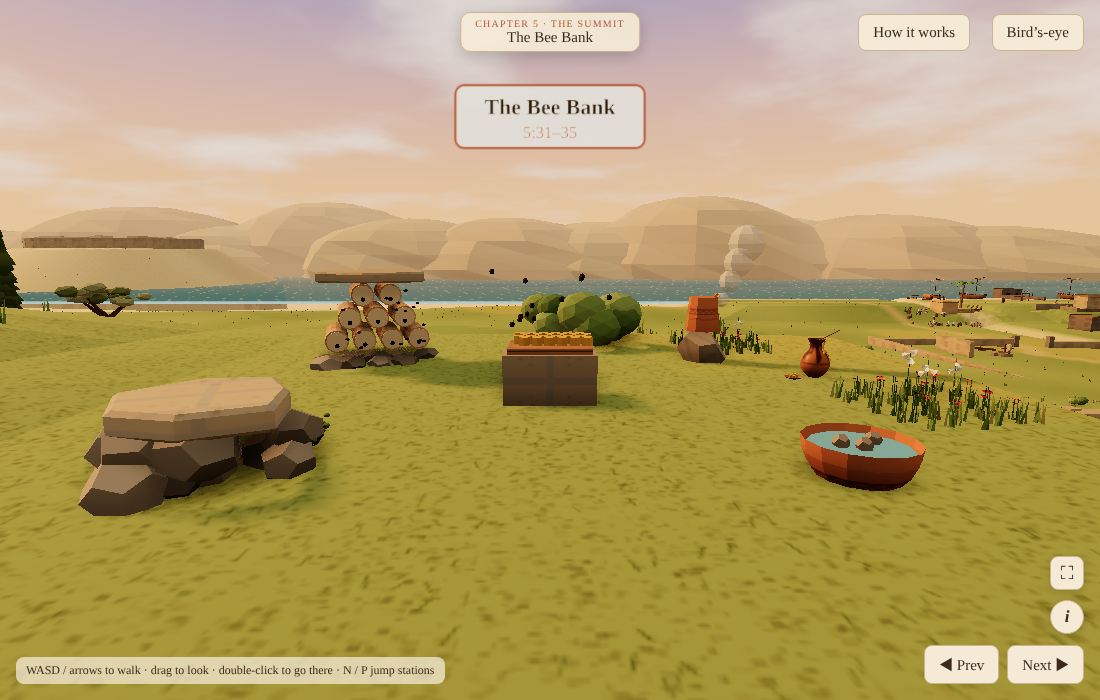 CHAPTER 5 · THE SUMMIT
The Bee Bank
How it works
Bird's-eye
The Bee Bank
5:31–35
i
WASD / arrows to walk · drag to look · double-click to go there · N / P jump stations
◀ Prev
Next ▶